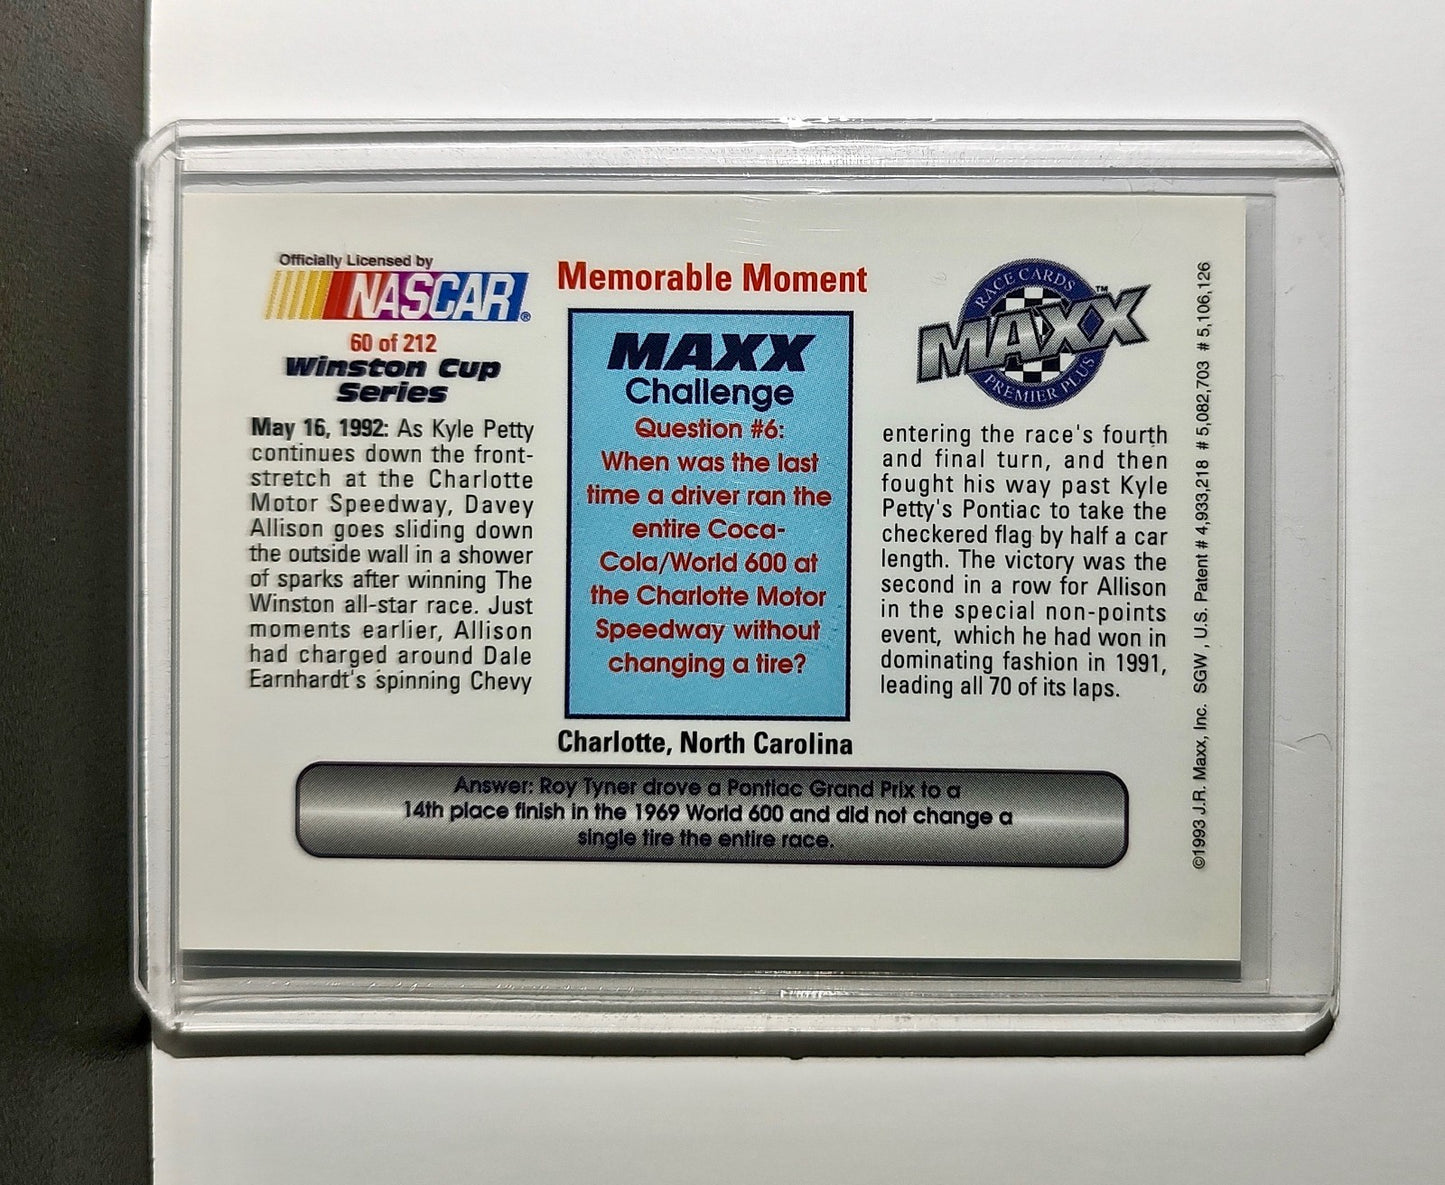 Officially Licensed by
NASCAR®
60 of 212
Winston Cup
Series
May 16, 1992: As Kyle Petty
continues down the front-
stretch at the Charlotte
Motor Speedway, Davey
Allison goes sliding down
the outside wall in a shower
of sparks after winning The
Winston all-star race. Just
moments earlier, Allison
had charged around Dale
Earnhardt's spinning Chevy
Memorable Moment
MAXX
Challenge
Question #6:
When was the last
time a driver ran the
entire Coca-
Cola/World 600 at
the Charlotte Motor
Speedway without
changing a tire?
Charlotte, North Carolina
RACE CARDS
MAXX™
PREMIER PLUS
entering the race's fourth
and final turn, and then
fought his way past Kyle
Petty's Pontiac to take the
checkered flag by half a car
length. The victory was the
second in a row for Allison
in the special non-points
event, which he had won in
dominating fashion in 1991,
leading all 70 of its laps.
Answer: Roy Tyner drove a Pontiac Grand Prix to a
14th place finish in the 1969 World 600 and did not change a
single tire the entire race.
©1993 J.R. Maxx, Inc. SGW, U.S. Patent # 4,933,218 # 5,082,703 # 5,106,126